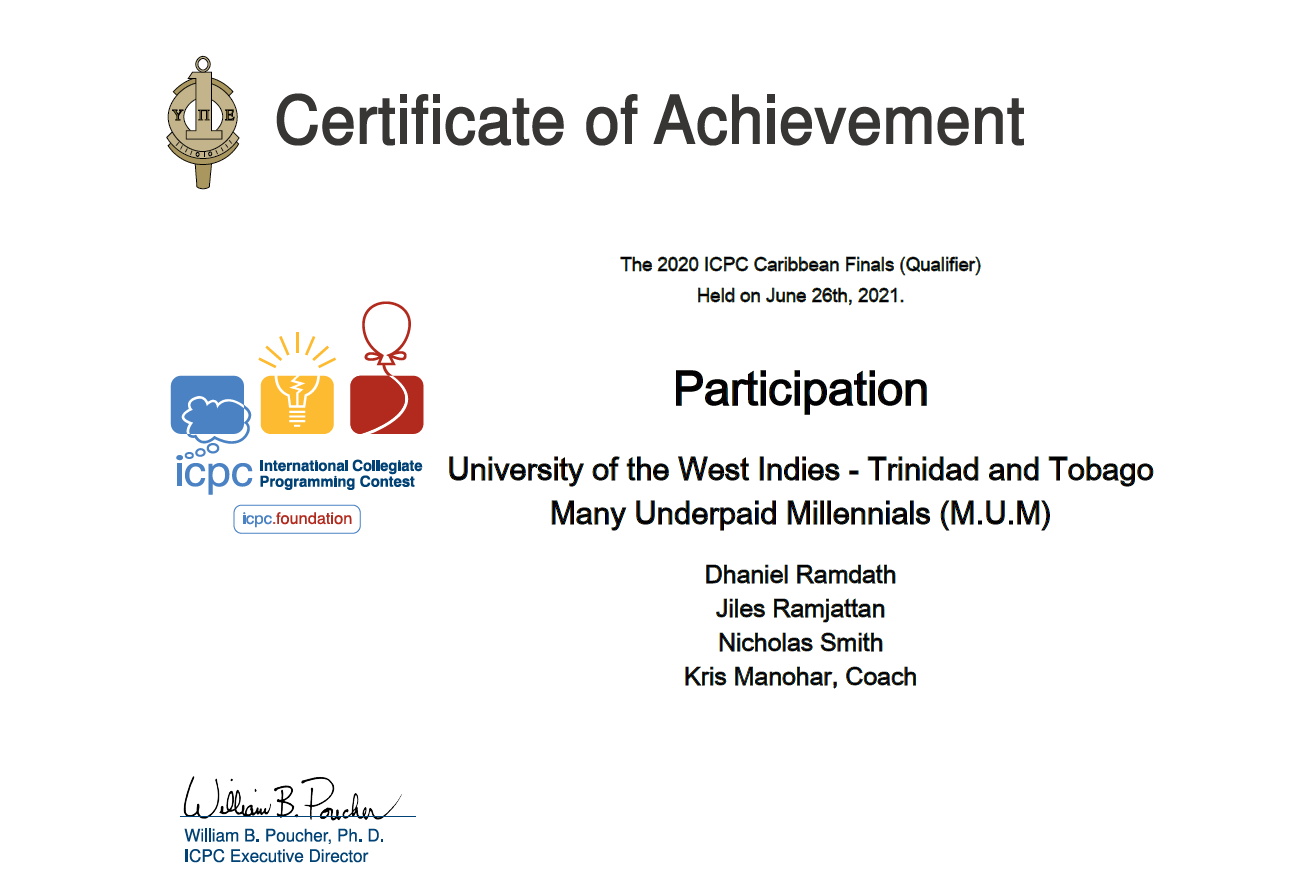 Υ Π Ε
Certificate of Achievement
The 2020 ICPC Caribbean Finals (Qualifier)
Held on June 26th, 2021.
Participation
icpc International Collegiate
Programming Contest
icpc.foundation
University of the West Indies - Trinidad and Tobago
Many Underpaid Millennials (M.U.M)
Dhaniel Ramdath
Jiles Ramjattan
Nicholas Smith
Kris Manohar, Coach
William B. Poucher
William B. Poucher, Ph. D.
ICPC Executive Director